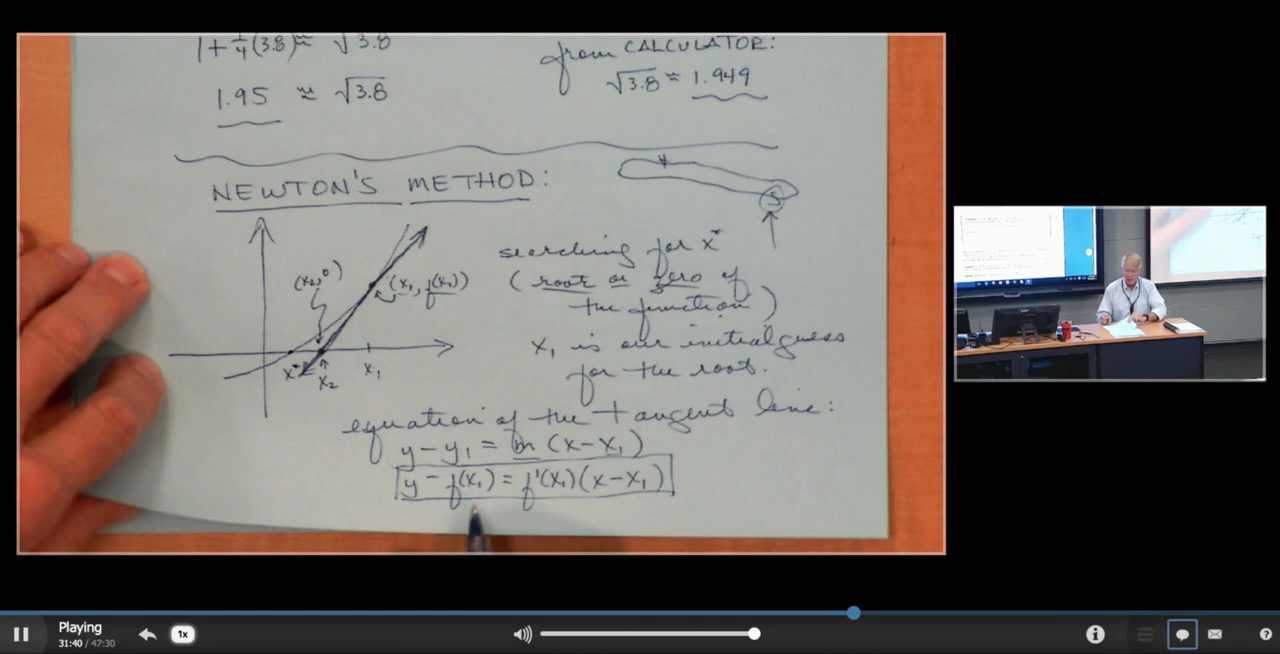 1 + 1/4 (3.8) ≈ √3.8
1.95 ≈ √3.8
from CALCULATOR:
√3.8 ≈ 1.949
NEWTON'S METHOD:
(x₂,0)
(x₁, f(x₁))
x*
x₂
x₁
S
searching for x*
(root or zero of
the function)
x₁ is our initial guess
for the root.
equation of the tangent line:
y - y₁ = m (x - x₁)
y - f(x₁) = f'(x₁)(x - x₁)
Playing
31:40 / 47:30
1x